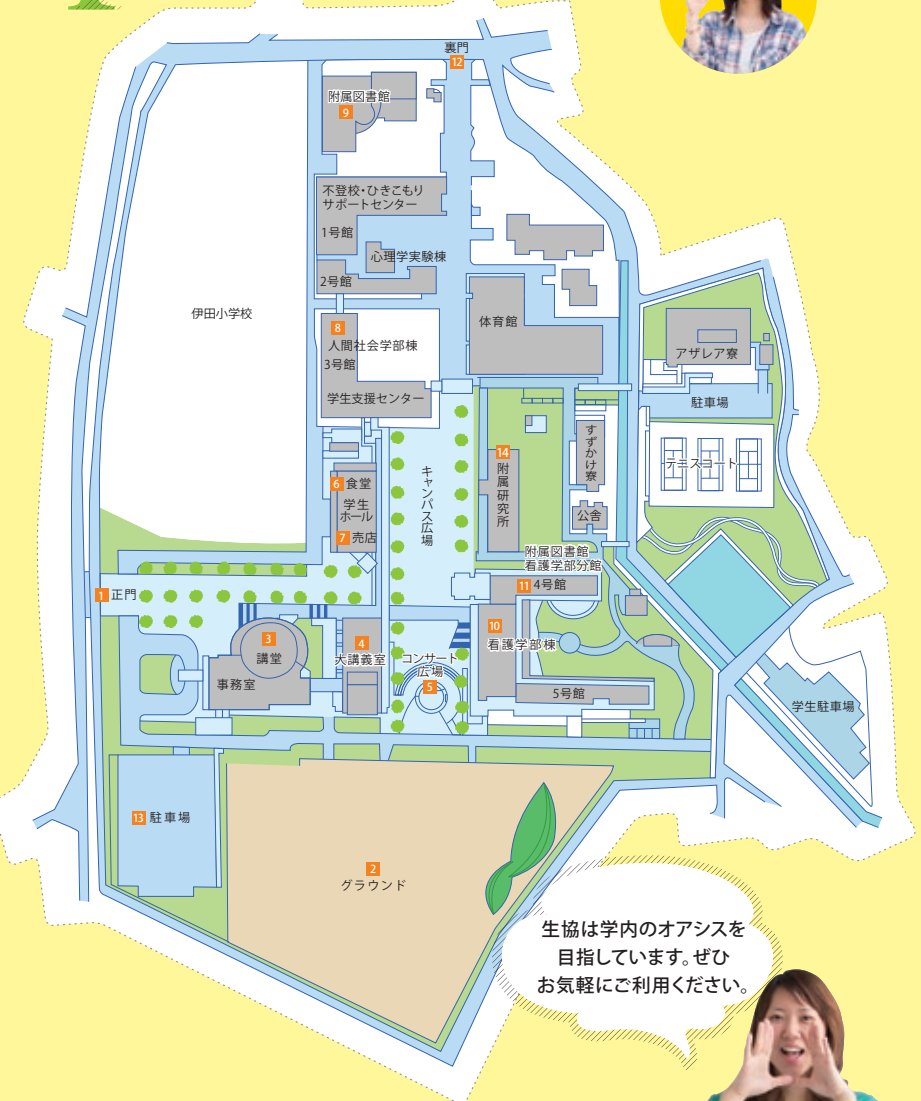 裏門
12
附属図書館
9
不登校・ひきこもり
サポートセンター
1号館
心理学実験棟
2号館
伊田小学校
8
人間社会学部棟
3号館
学生支援センター
体育館
アザレア寮
駐車場
テニスコート
すずかけ寮
公舎
14
附属研究所
キャンパス広場
6 食堂
学生
ホール
7 売店
附属図書館
看護学部分館
11 4号館
1 正門
3
講堂
事務室
4
大講義室
コンサート
広場
5
10
看護学部棟
5号館
学生駐車場
13 駐車場
2
グラウンド
生協は学内のオアシスを
目指しています。ぜひ
お気軽にご利用ください。